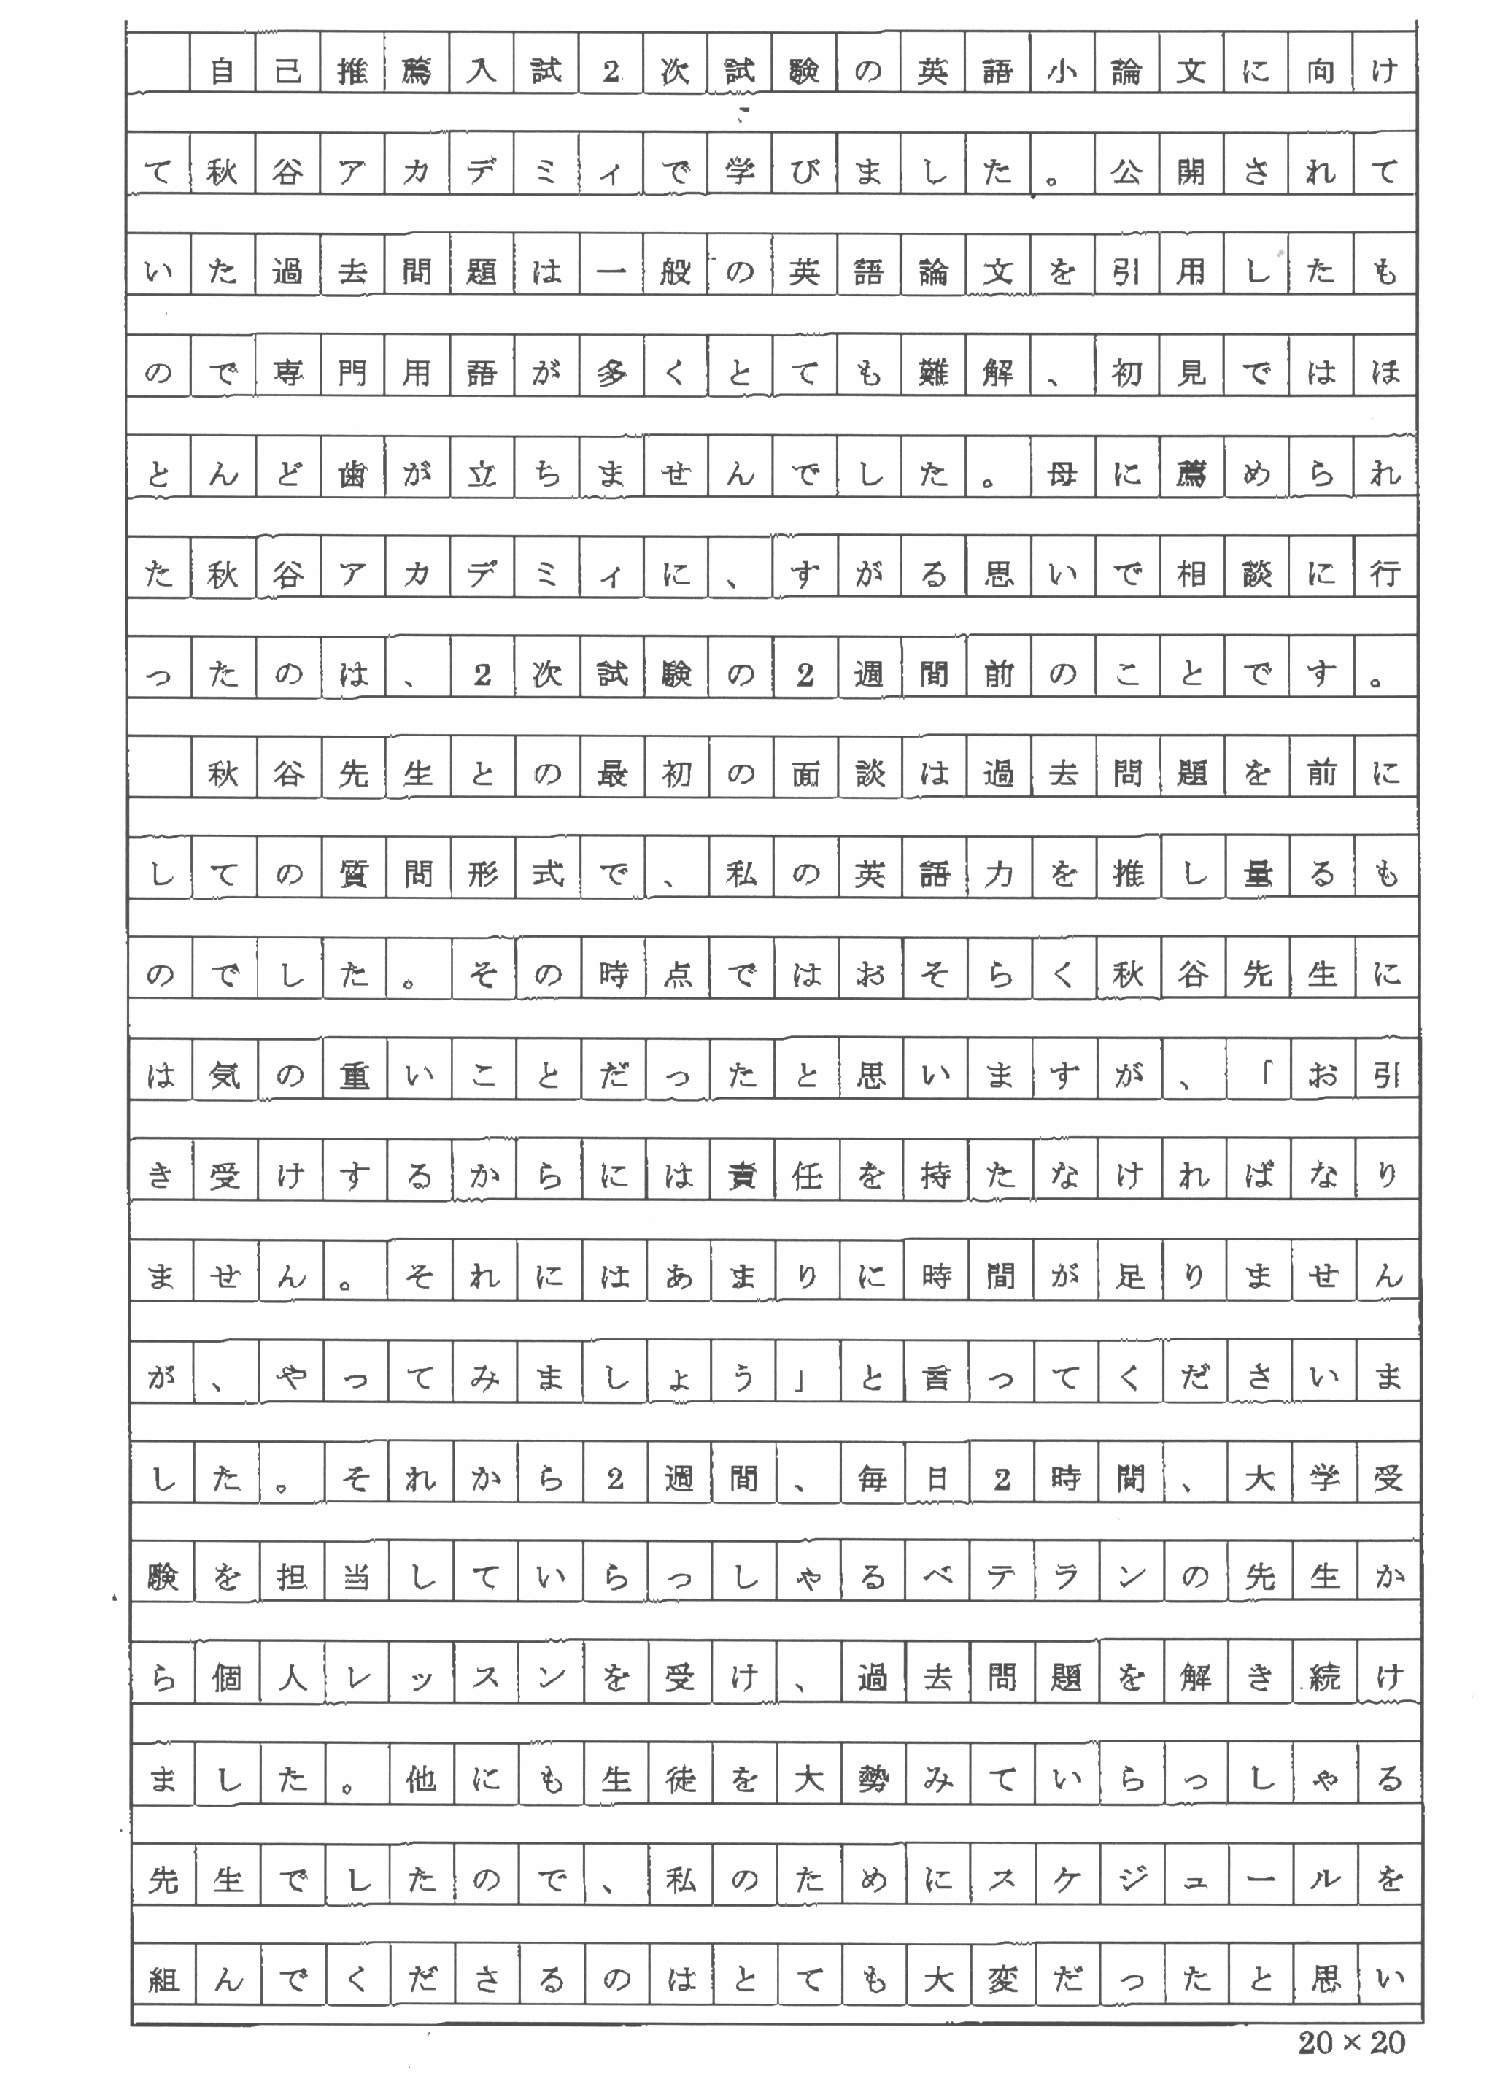 自己推薦入試2次試験の英語小論文に向け
て秋谷アカデミィで学びました。公開されて
いた過去問題は一般の英語論文を引用したも
ので専門用語が多くとても難解、初見ではほ
とんど歯が立ちませんでした。母に薦められ
た秋谷アカデミィに、すがる思いで相談に行
ったのは、2次試験の2週間前のことです。
　秋谷先生との最初の面談は過去問題を前に
しての質問形式で、私の英語力を推し量るも
のでした。その時点ではおそらく秋谷先生に
は気の重いことだったと思いますが、「お引
き受けするからには責任を持たなければなり
ません。それにはあまりに時間が足りません
が、やってみましょう」と言ってくださいま
した。それから2週間、毎日2時間、大学受
験を担当していらっしゃるベテランの先生か
ら個人レッスンを受け、過去問題を解き続け
ました。他にも生徒を大勢みていらっしゃる
先生でしたので、私のためにスケジュールを
組んでくださるのはとても大変だったと思い
20×20